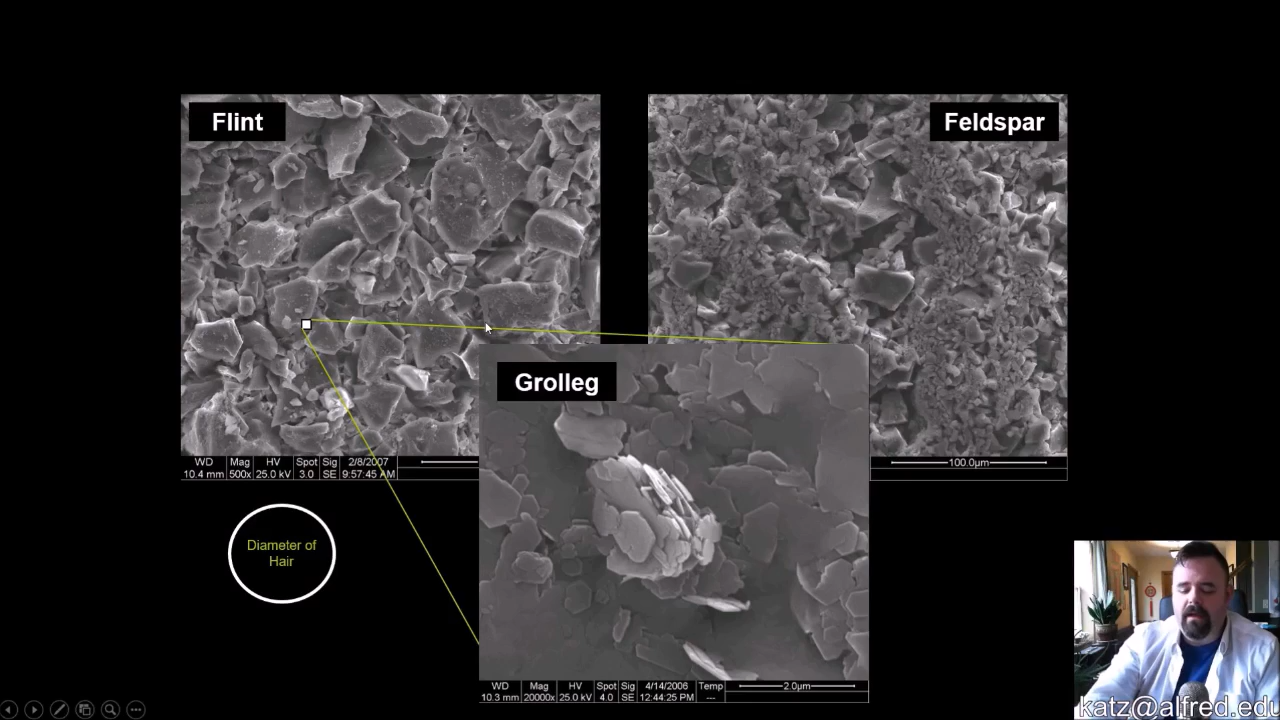 Flint
Feldspar
Grolleg
WD Mag HV Spot Sig 2/8/2007
10.4 mm 500x 25.0 kV 3.0 SE 9:57:45 AM
100.0µm
Diameter of
Hair
WD Mag HV Spot Sig 4/14/2006 Temp
10.3 mm 20000x 25.0 kV 4.0 SE 12:44:25 PM ---
2.0µm
katz@alfred.edu